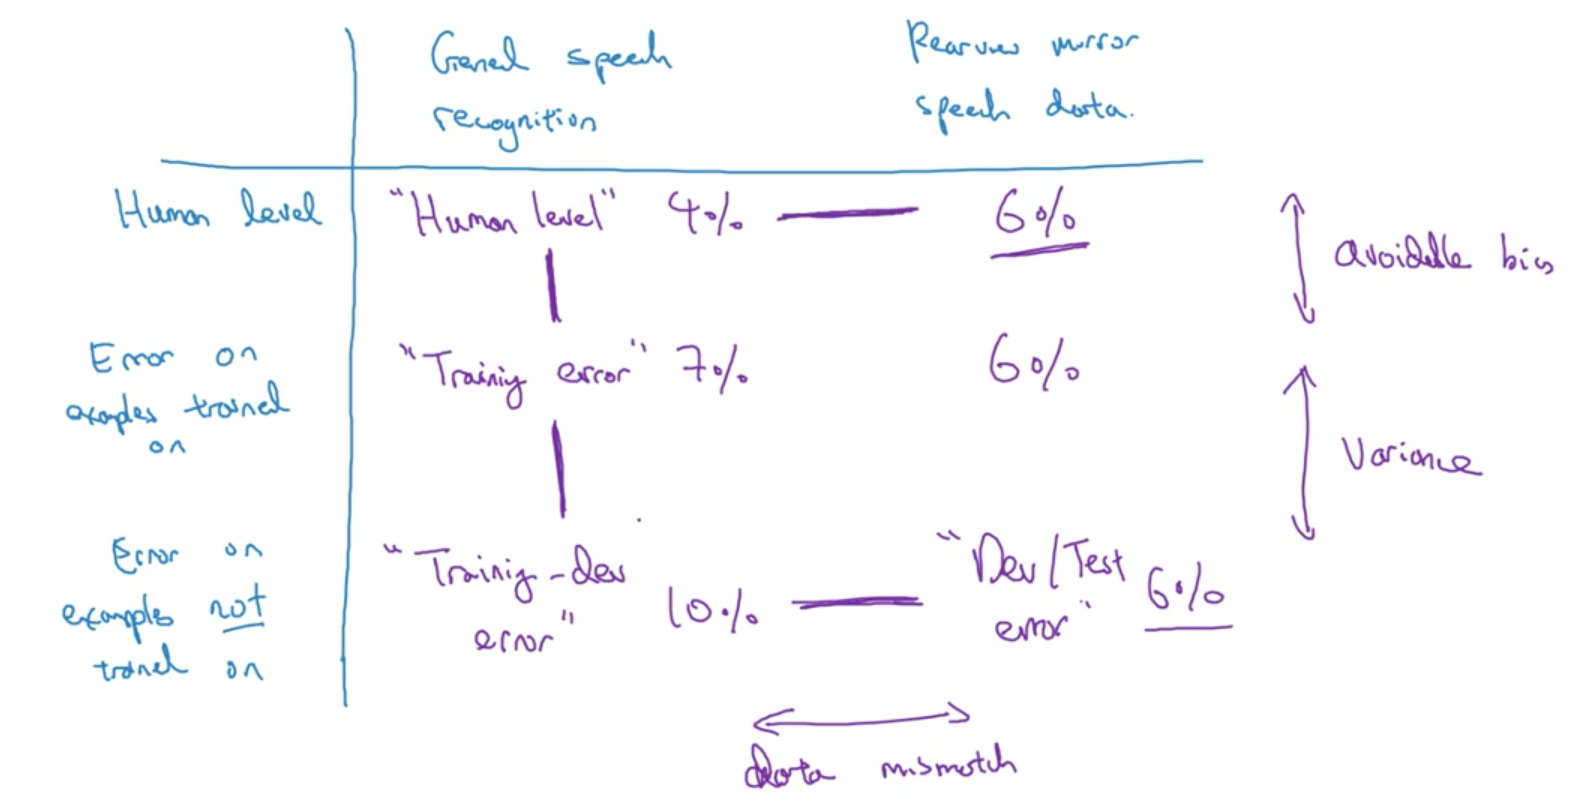 General speech
recognition
Rearview mirror
speech data.
Human level
"Human level" 4%
6%
avoidable bias
Error on
examples trained
on
"Training error" 7%
6%
Variance
Error on
examples not
trained on
"Training-dev
error"
10%
"Dev/Test
error"
6%
data mismatch